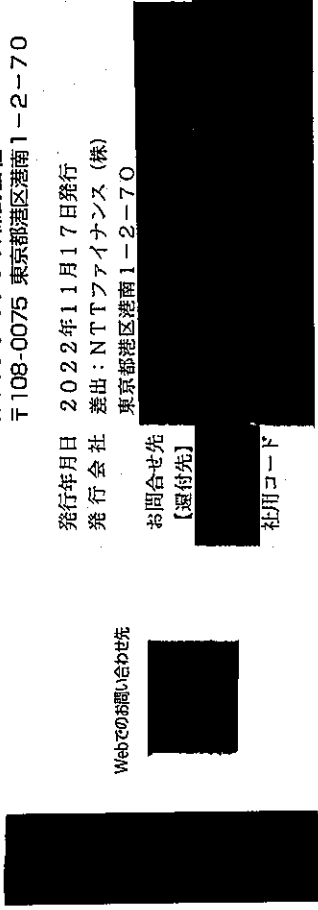 〒108-0075 東京都港区港南1-2-70
発行年月日 2022年11月17日発行
発行会社 差出:NTTファイナンス(株)
東京都港区港南1-2-70
お問合せ先
【還付先】
社用コード
Webでのお問い合わせ先